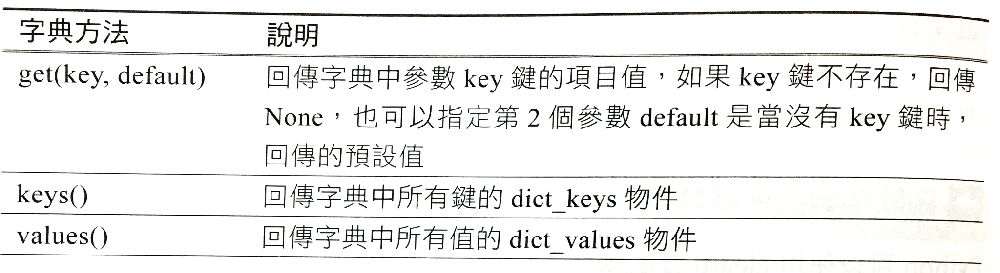 字典方法 說明
get(key, default) 回傳字典中參數 key 鍵的項目值，如果 key 鍵不存在，回傳
None，也可以指定第 2 個參數 default 是當沒有 key 鍵時，
回傳的預設值
keys() 回傳字典中所有鍵的 dict_keys 物件
values() 回傳字典中所有值的 dict_values 物件